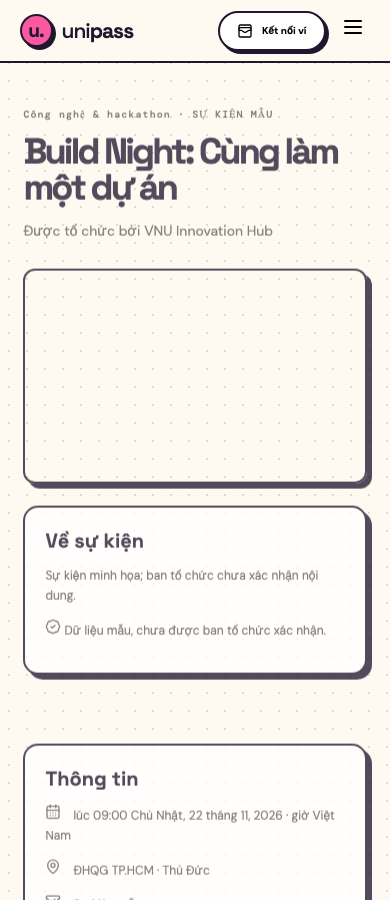 u. unipass
Kết nối ví
Công nghệ & hackathon · SỰ KIỆN MẪU
Build Night: Cùng làm
một dự án
Được tổ chức bởi VNU Innovation Hub
Về sự kiện
Sự kiện minh họa; ban tổ chức chưa xác nhận nội
dung.
Dữ liệu mẫu, chưa được ban tổ chức xác nhận.
Thông tin
lúc 09:00 Chủ Nhật, 22 tháng 11, 2026 · giờ Việt
Nam
ĐHQG TP.HCM · Thủ Đức